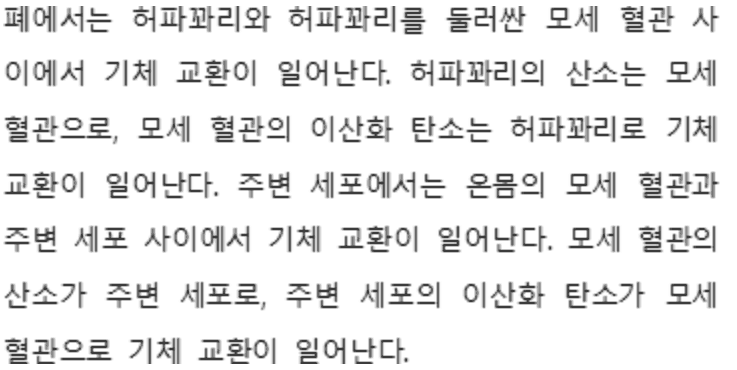 폐에서는 허파꽈리와 허파꽈리를 둘러싼 모세 혈관 사
이에서 기체 교환이 일어난다. 허파꽈리의 산소는 모세
혈관으로, 모세 혈관의 이산화 탄소는 허파꽈리로 기체
교환이 일어난다. 주변 세포에서는 온몸의 모세 혈관과
주변 세포 사이에서 기체 교환이 일어난다. 모세 혈관의
산소가 주변 세포로, 주변 세포의 이산화 탄소가 모세
혈관으로 기체 교환이 일어난다.